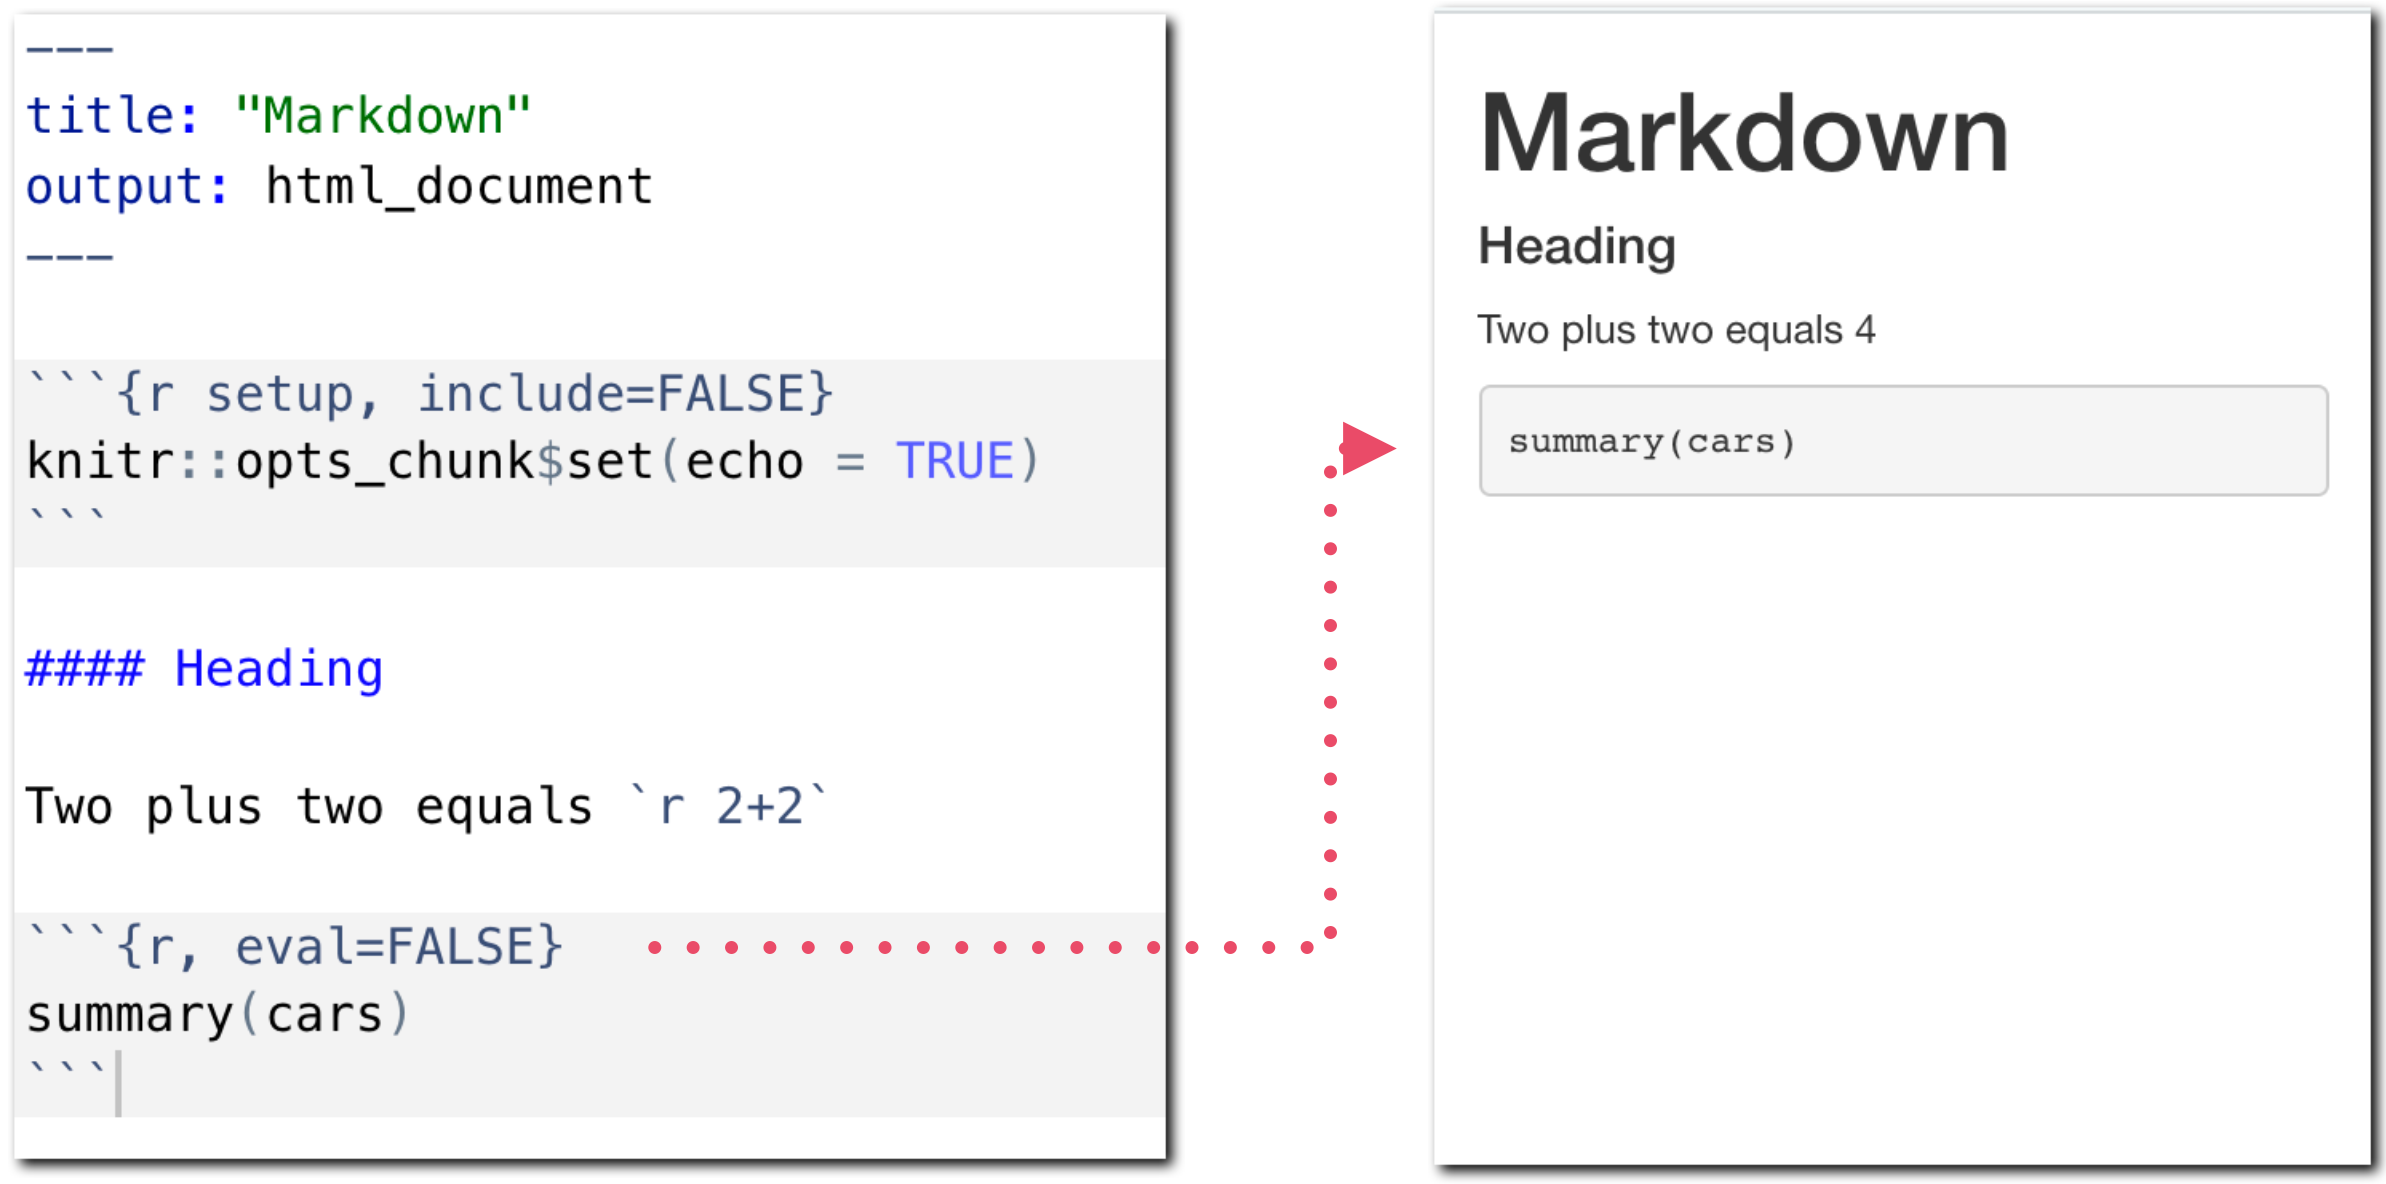 ---
title: "Markdown"
output: html_document
---
```{r setup, include=FALSE}
knitr::opts_chunk$set(echo = TRUE)
```
#### Heading
Two plus two equals `r 2+2`
```{r, eval=FALSE}
summary(cars)
```
Markdown
Heading
Two plus two equals 4
summary(cars)